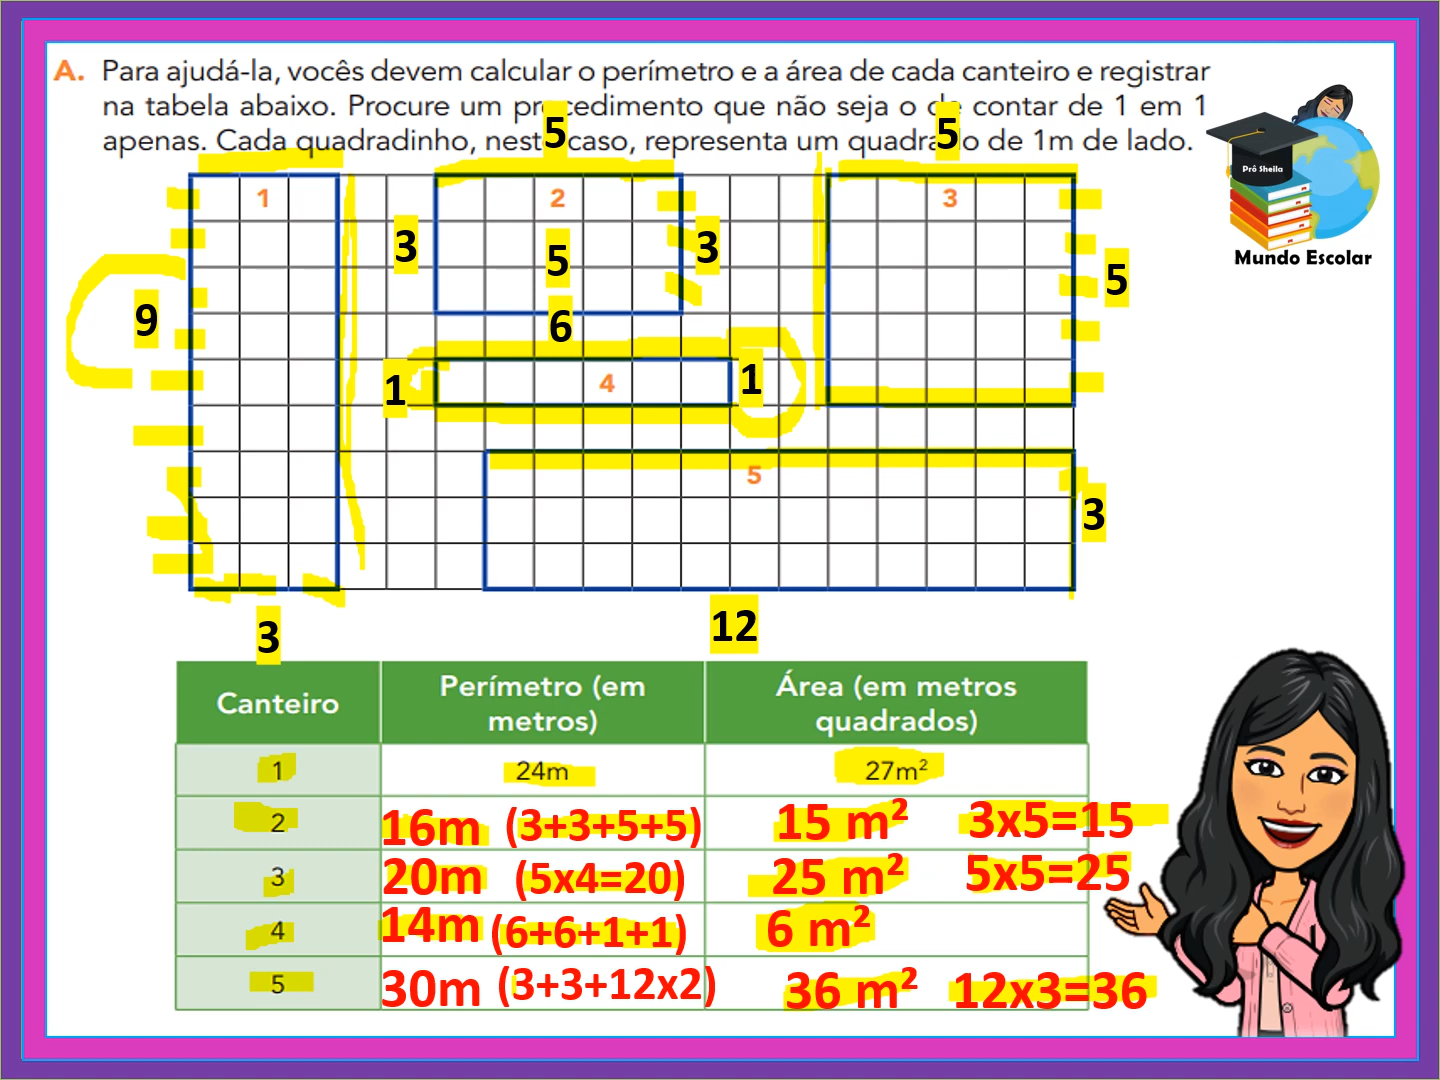 A. Para ajudá-la, vocês devem calcular o perímetro e a área de cada canteiro e registrar
na tabela abaixo. Procure um procedimento que não seja o de contar de 1 em 1
apenas. Cada quadradinho, neste caso, representa um quadrado de 1m de lado.
5
5
Prô Sheila
Mundo Escolar
1
2
3
3
5
3
5
9
6
1
4
1
5
3
3
12
Canteiro
Perímetro (em metros)
Área (em metros quadrados)
1 24m 27m²
2 16m (3+3+5+5) 15 m² 3x5=15
3 20m (5x4=20) 25 m² 5x5=25
4 14m (6+6+1+1) 6 m²
5 30m (3+3+12x2) 36 m² 12x3=36